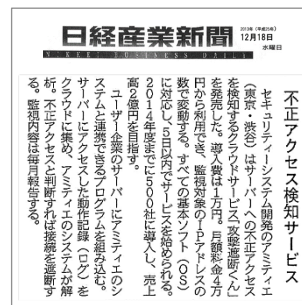 日経産業新聞
NIKKEI BUSINESS DAILY
2013年(平成25年)
12月18日
水曜日
不正アクセス検知サービス
セキュリティーシステム開発のアミティエ
(東京・渋谷)はサーバーへの不正アクセス
を検知するクラウドサービス「攻撃遮断くん」
を発売した。導入費は1万円。月額料金4万
円から利用でき、監視対象のIPアドレスの
数で変動する。すべての基本ソフト(OS)
に対応し、5日以内でサービスを始められる。
2014年度までに500社に導入し、売上
高2億円を目指す。
ユーザー企業のサーバーにアミティエのシ
ステムと連携できるプログラムを組み込む。
サーバーにアクセスした動作記録(ログ)を
クラウドに集め、アミティエのシステムが解
析。不正アクセスと判断すれば接続を遮断す
る。監視内容は毎月報告する。